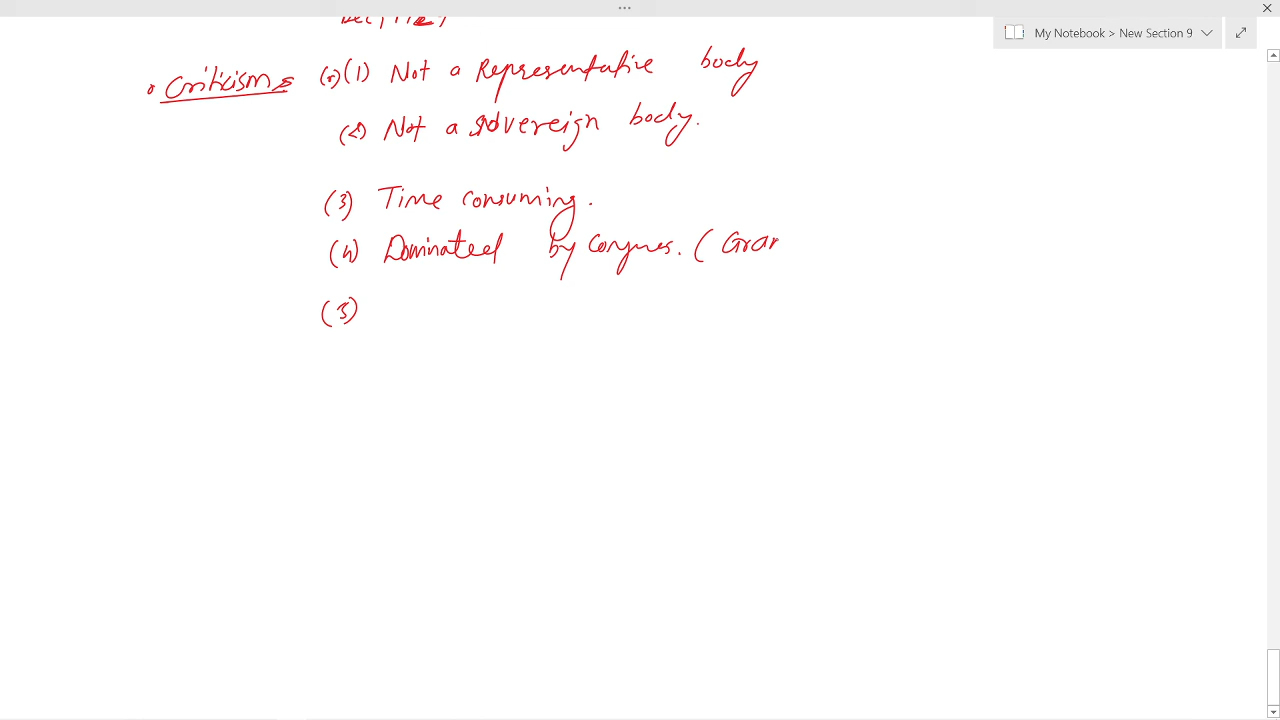 My Notebook > New Section 9
• Criticism (1) Not a Representative body
(2) Not a sovereign body.
(3) Time consuming.
(4) Dominated by Congress. ( Gran
(5)